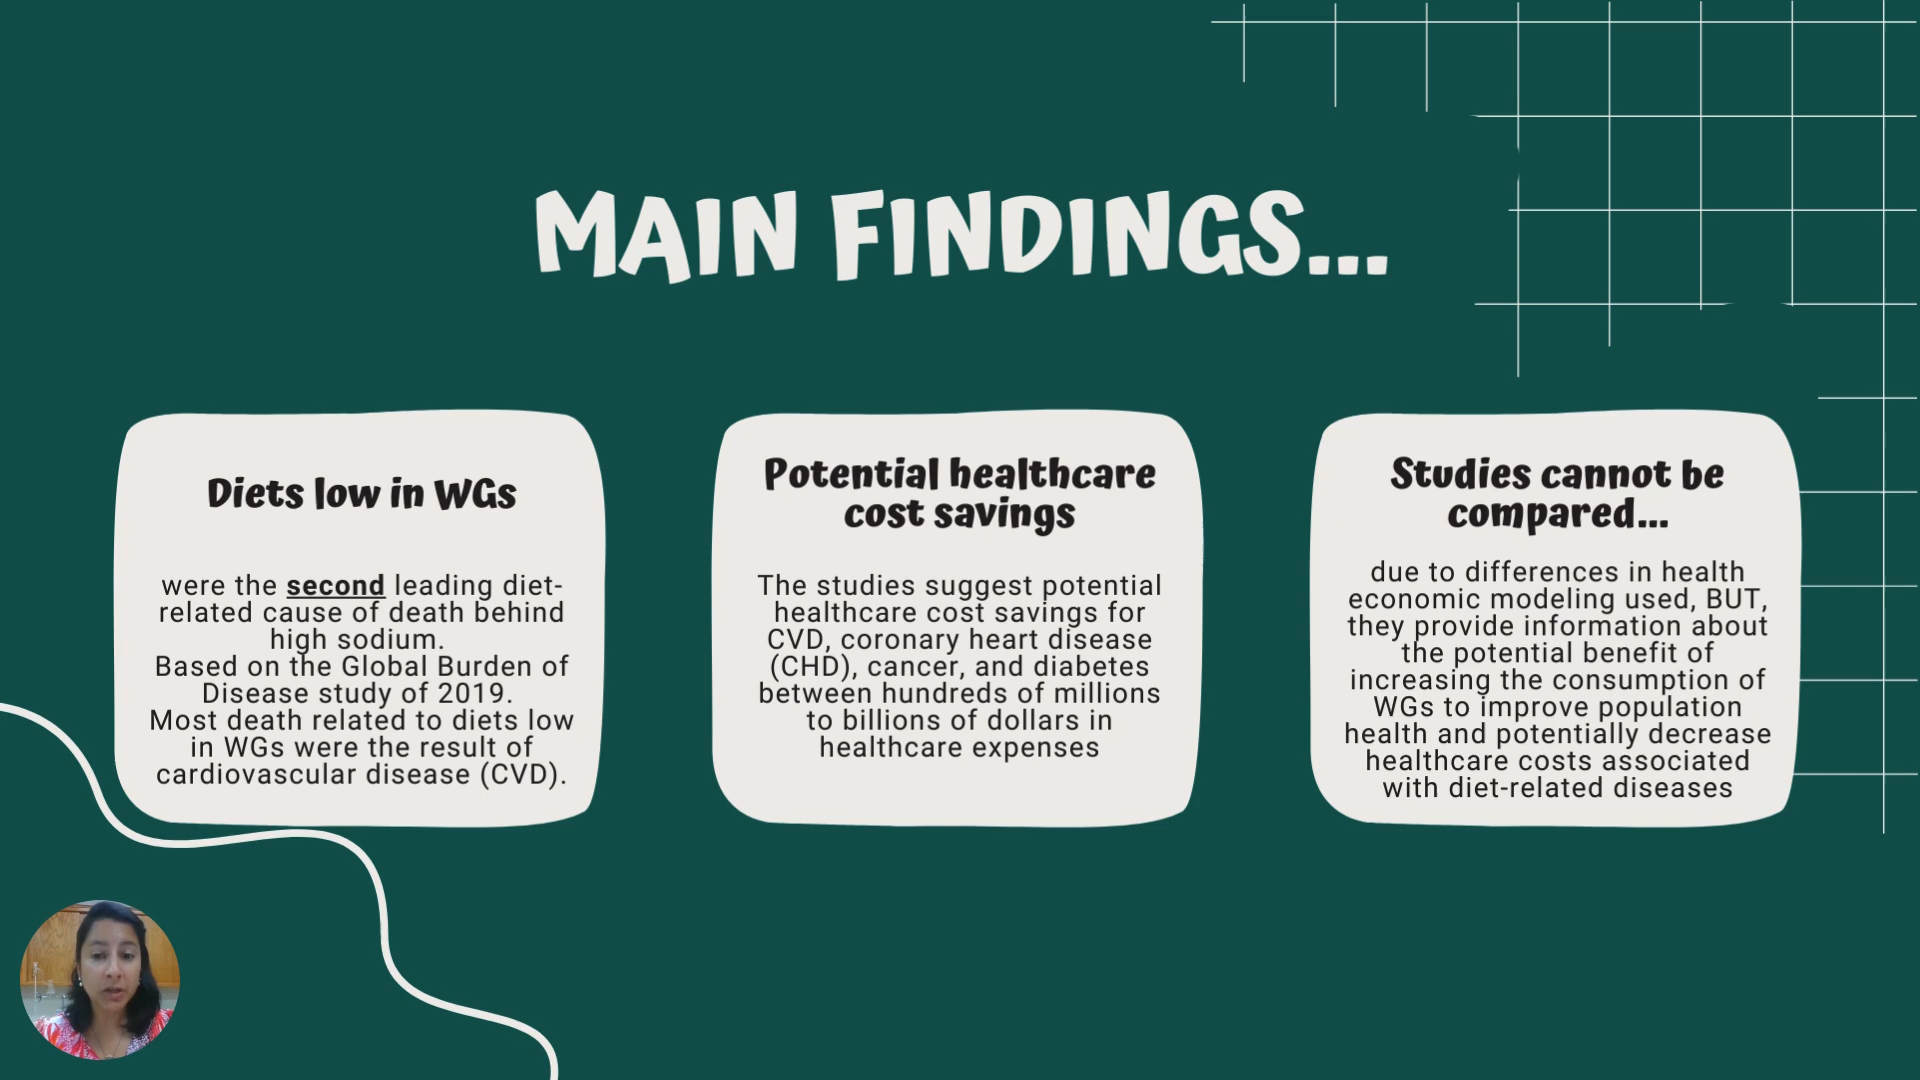 MAIN FINDINGS...
Diets low in WGs
were the second leading diet-
related cause of death behind
high sodium.
Based on the Global Burden of
Disease study of 2019.
Most death related to diets low
in WGs were the result of
cardiovascular disease (CVD).
Potential healthcare
cost savings
The studies suggest potential
healthcare cost savings for
CVD, coronary heart disease
(CHD), cancer, and diabetes
between hundreds of millions
to billions of dollars in
healthcare expenses
Studies cannot be
compared...
due to differences in health
economic modeling used, BUT,
they provide information about
the potential benefit of
increasing the consumption of
WGs to improve population
health and potentially decrease
healthcare costs associated
with diet-related diseases